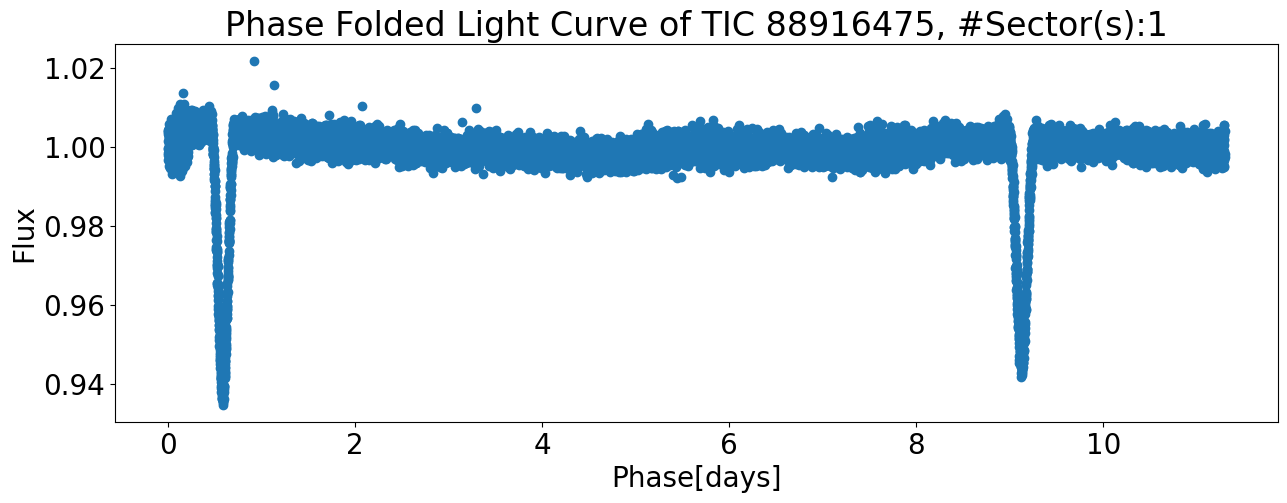 Phase Folded Light Curve of TIC 88916475, #Sector(s):1
1.02
1.00
0.98
0.96
0.94
Flux
0 2 4 6 8 10
Phase[days]